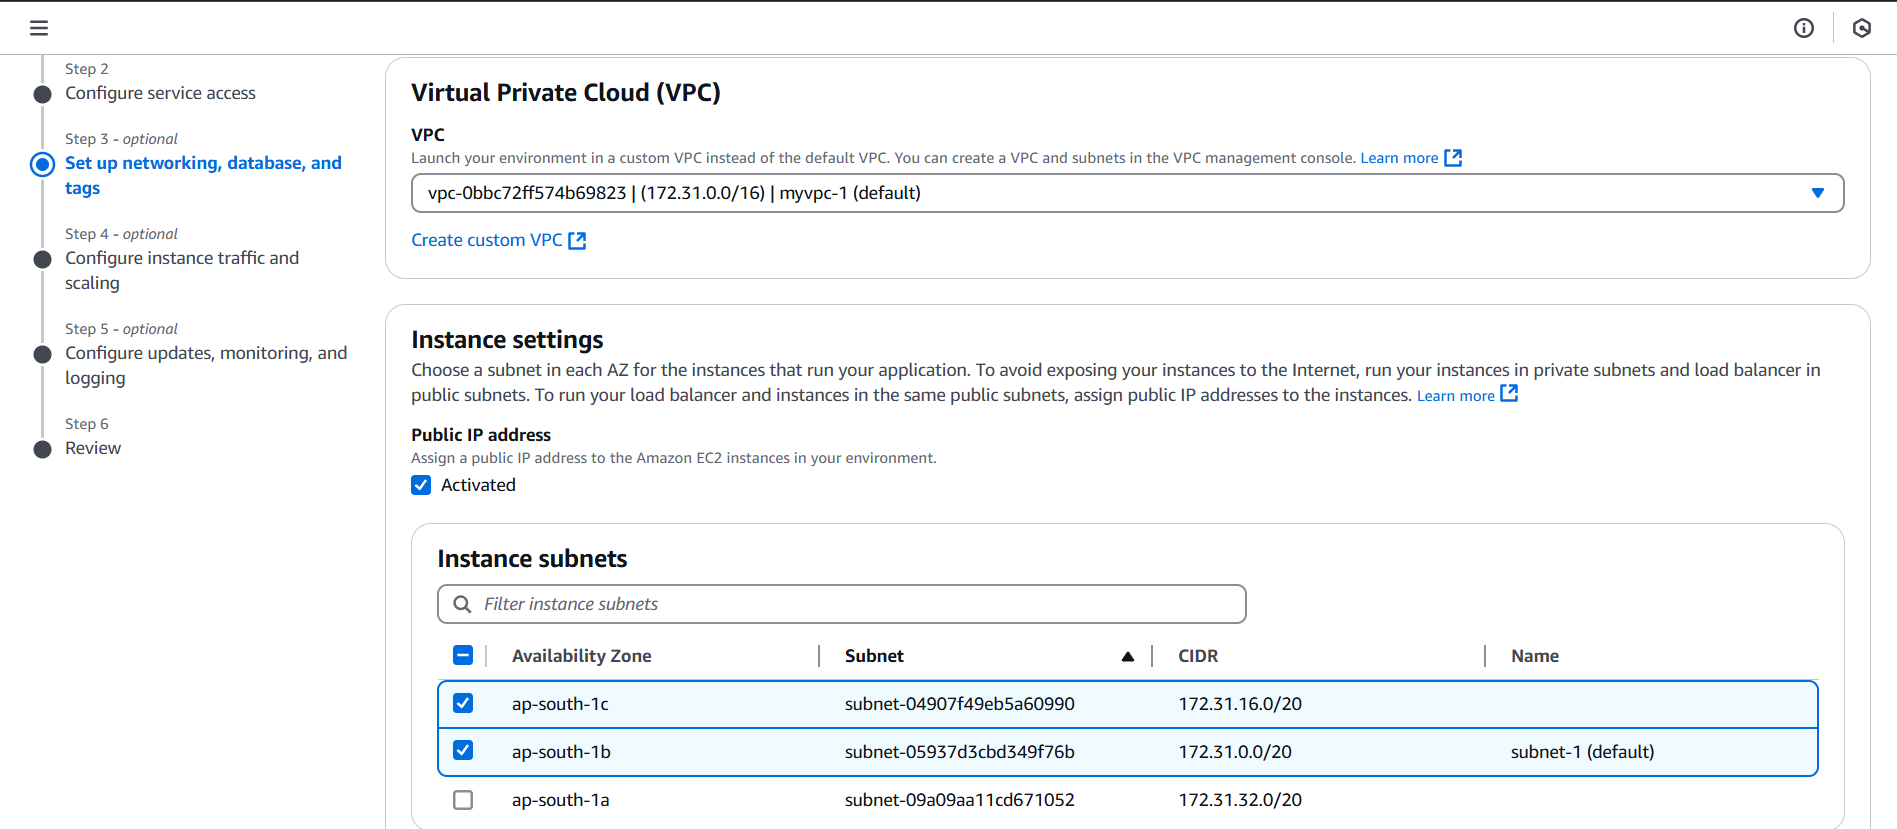 Step 2
Configure service access
Step 3 - optional
Set up networking, database, and
tags
Step 4 - optional
Configure instance traffic and
scaling
Step 5 - optional
Configure updates, monitoring, and
logging
Step 6
Review
Virtual Private Cloud (VPC)
VPC
Launch your environment in a custom VPC instead of the default VPC. You can create a VPC and subnets in the VPC management console. Learn more
vpc-0bbc72ff574b69823 | (172.31.0.0/16) | myvpc-1 (default)
Create custom VPC
Instance settings
Choose a subnet in each AZ for the instances that run your application. To avoid exposing your instances to the Internet, run your instances in private subnets and load balancer in
public subnets. To run your load balancer and instances in the same public subnets, assign public IP addresses to the instances. Learn more
Public IP address
Assign a public IP address to the Amazon EC2 instances in your environment.
Activated
Instance subnets
Filter instance subnets
Availability Zone Subnet CIDR Name
ap-south-1c subnet-04907f49eb5a60990 172.31.16.0/20
ap-south-1b subnet-05937d3cbd349f76b 172.31.0.0/20 subnet-1 (default)
ap-south-1a subnet-09a09aa11cd671052 172.31.32.0/20